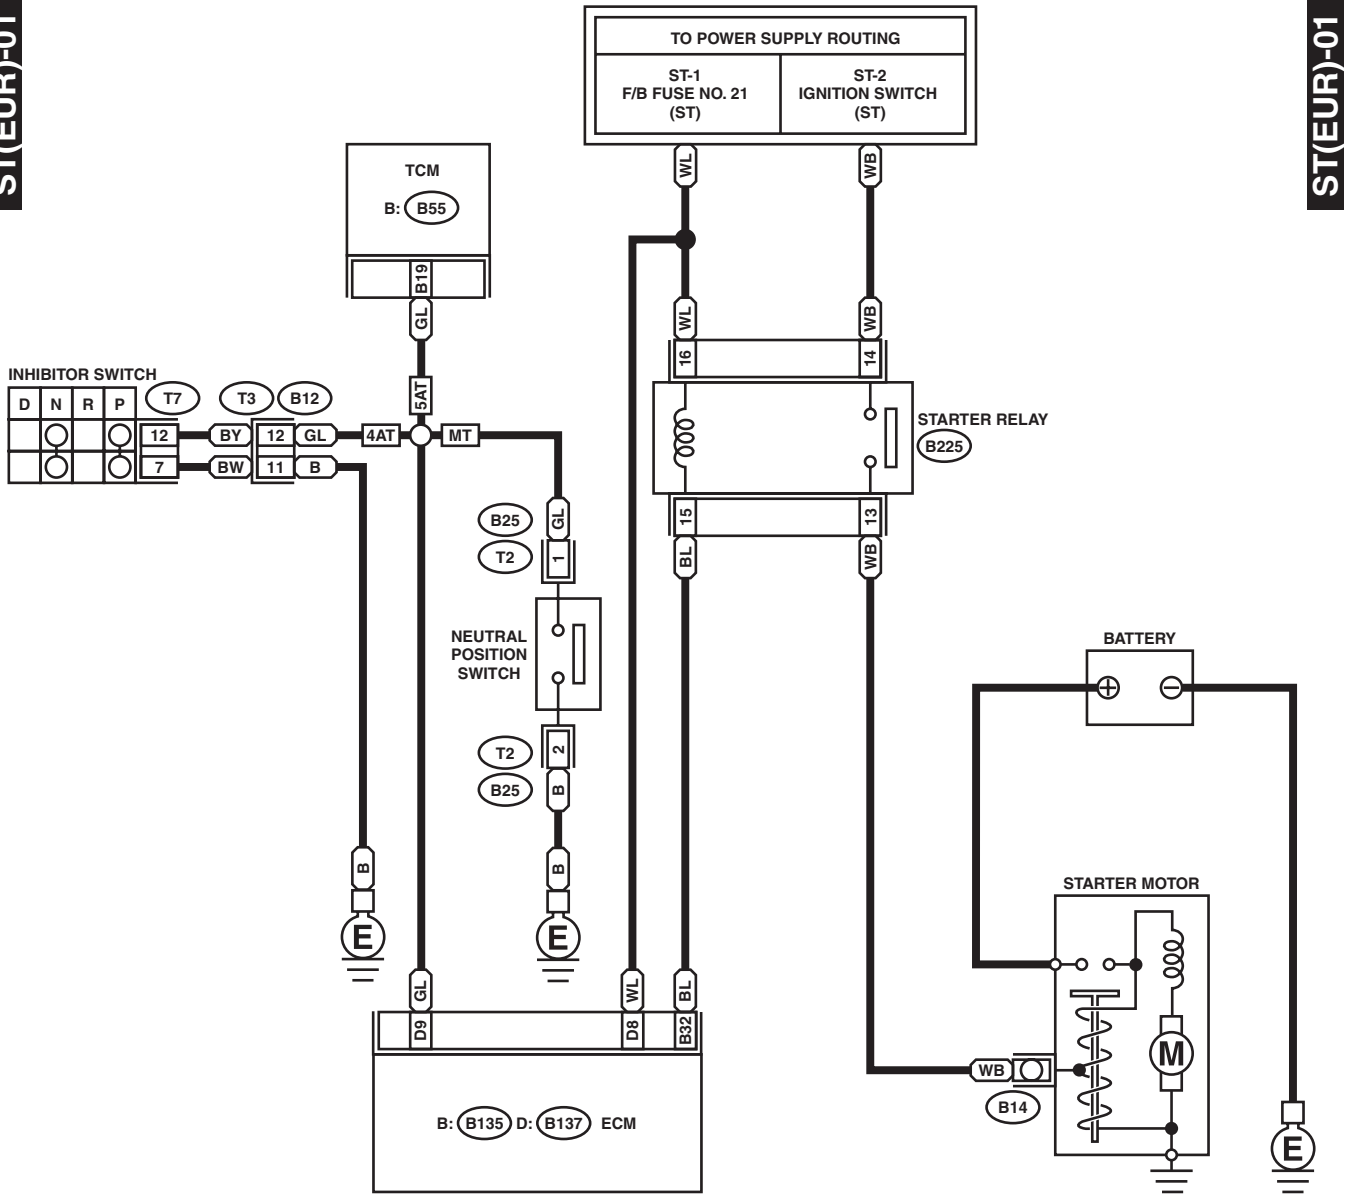 ST(EUR)-01
ST(EUR)-01
TO POWER SUPPLY ROUTING
ST-1
F/B FUSE NO. 21
(ST)
ST-2
IGNITION SWITCH
(ST)
WL
WB
TCM
B: B55
B19
GL
5AT
WL
WB
16
14
INHIBITOR SWITCH
D N R P
T7
T3
B12
12
BY
12
GL
4AT
MT
7
BW
11
B
STARTER RELAY
B225
B25
GL
T2
1
15
13
BL
WB
NEUTRAL
POSITION
SWITCH
T2
2
B25
B
BATTERY
+
−
B
B
E
E
STARTER MOTOR
GL
WL
BL
D9
D8
B32
M
WB
B14
B: B135 D: B137 ECM
E